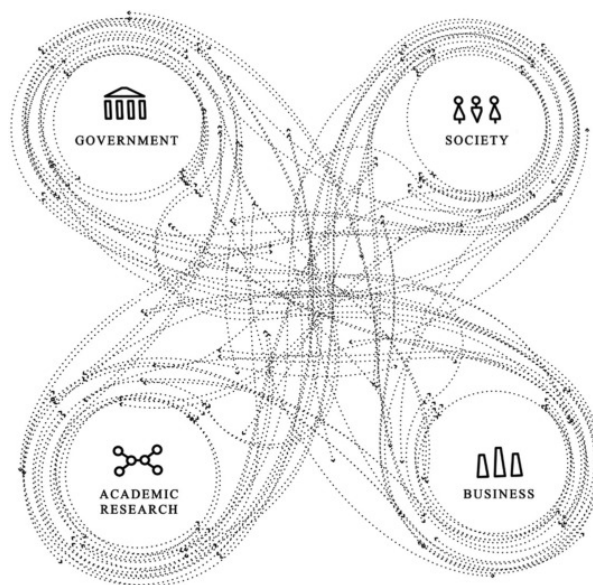 GOVERNMENT
SOCIETY
ACADEMIC
RESEARCH
BUSINESS